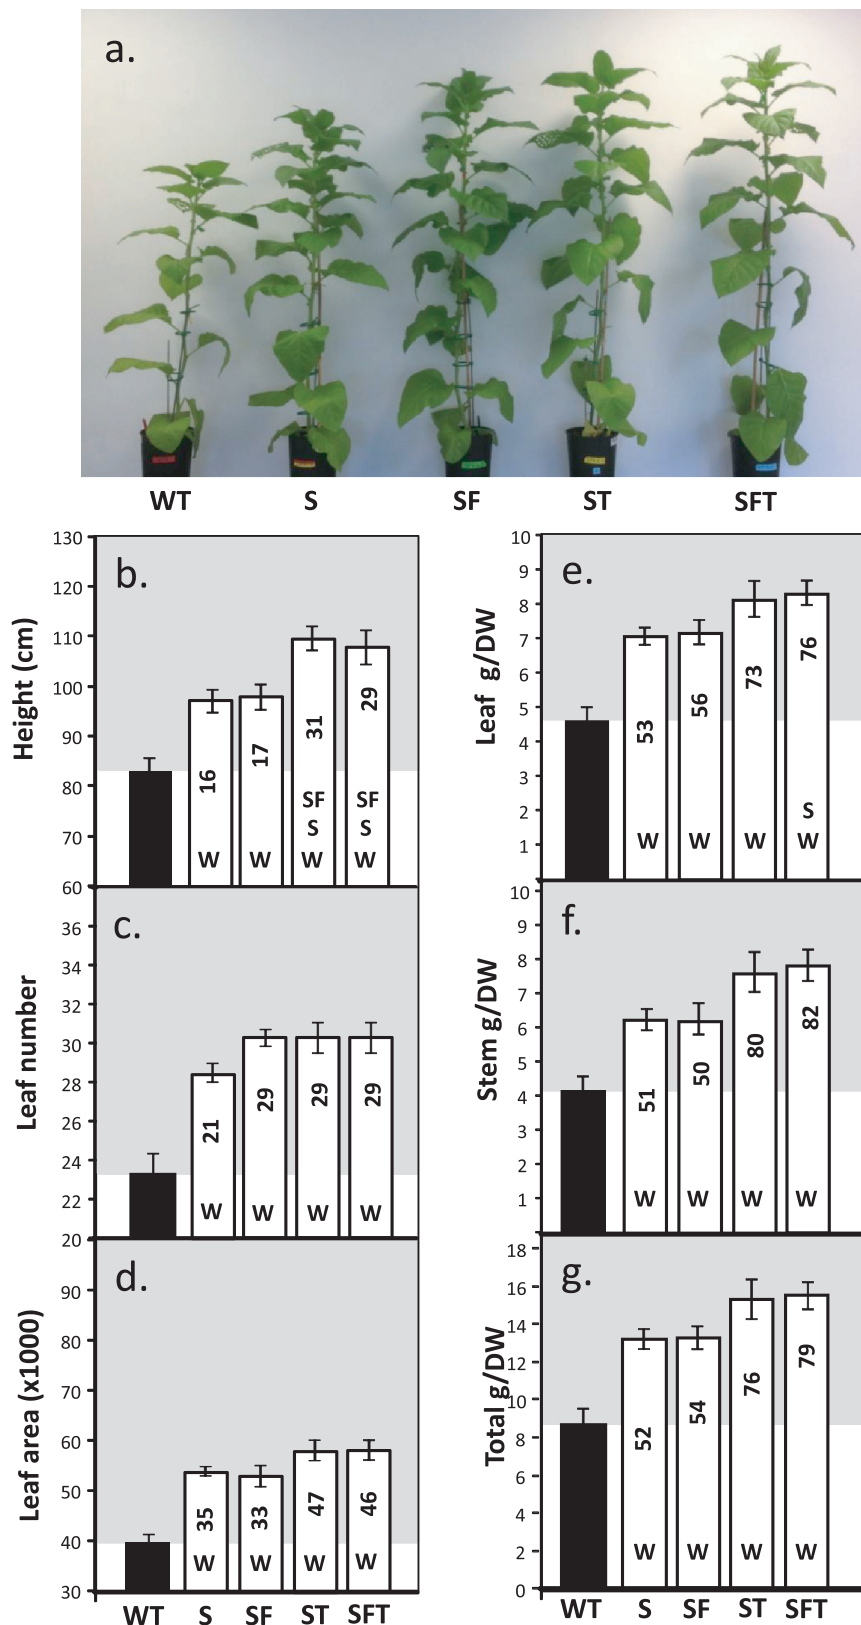 a.
WT S SF ST SFT
b.
Height (cm)
130
120
110
100
90
80
70
60
16 17 31 29
SF SF
S S
W W W W
c.
Leaf number
36
34
32
30
28
26
24
22
20
21 29 29 29
W W W W
d.
Leaf area (x1000)
90
80
70
60
50
40
30
35 33 47 46
W W W W
WT S SF ST SFT
e.
Leaf g/DW
10
9
8
7
6
5
4
3
2
1
53 56 73 76
S
W W W W
f.
Stem g/DW
10
9
8
7
6
5
4
3
2
1
51 50 80 82
W W W W
g.
Total g/DW
18
16
14
12
10
8
6
4
2
0
52 54 76 79
W W W W
WT S SF ST SFT